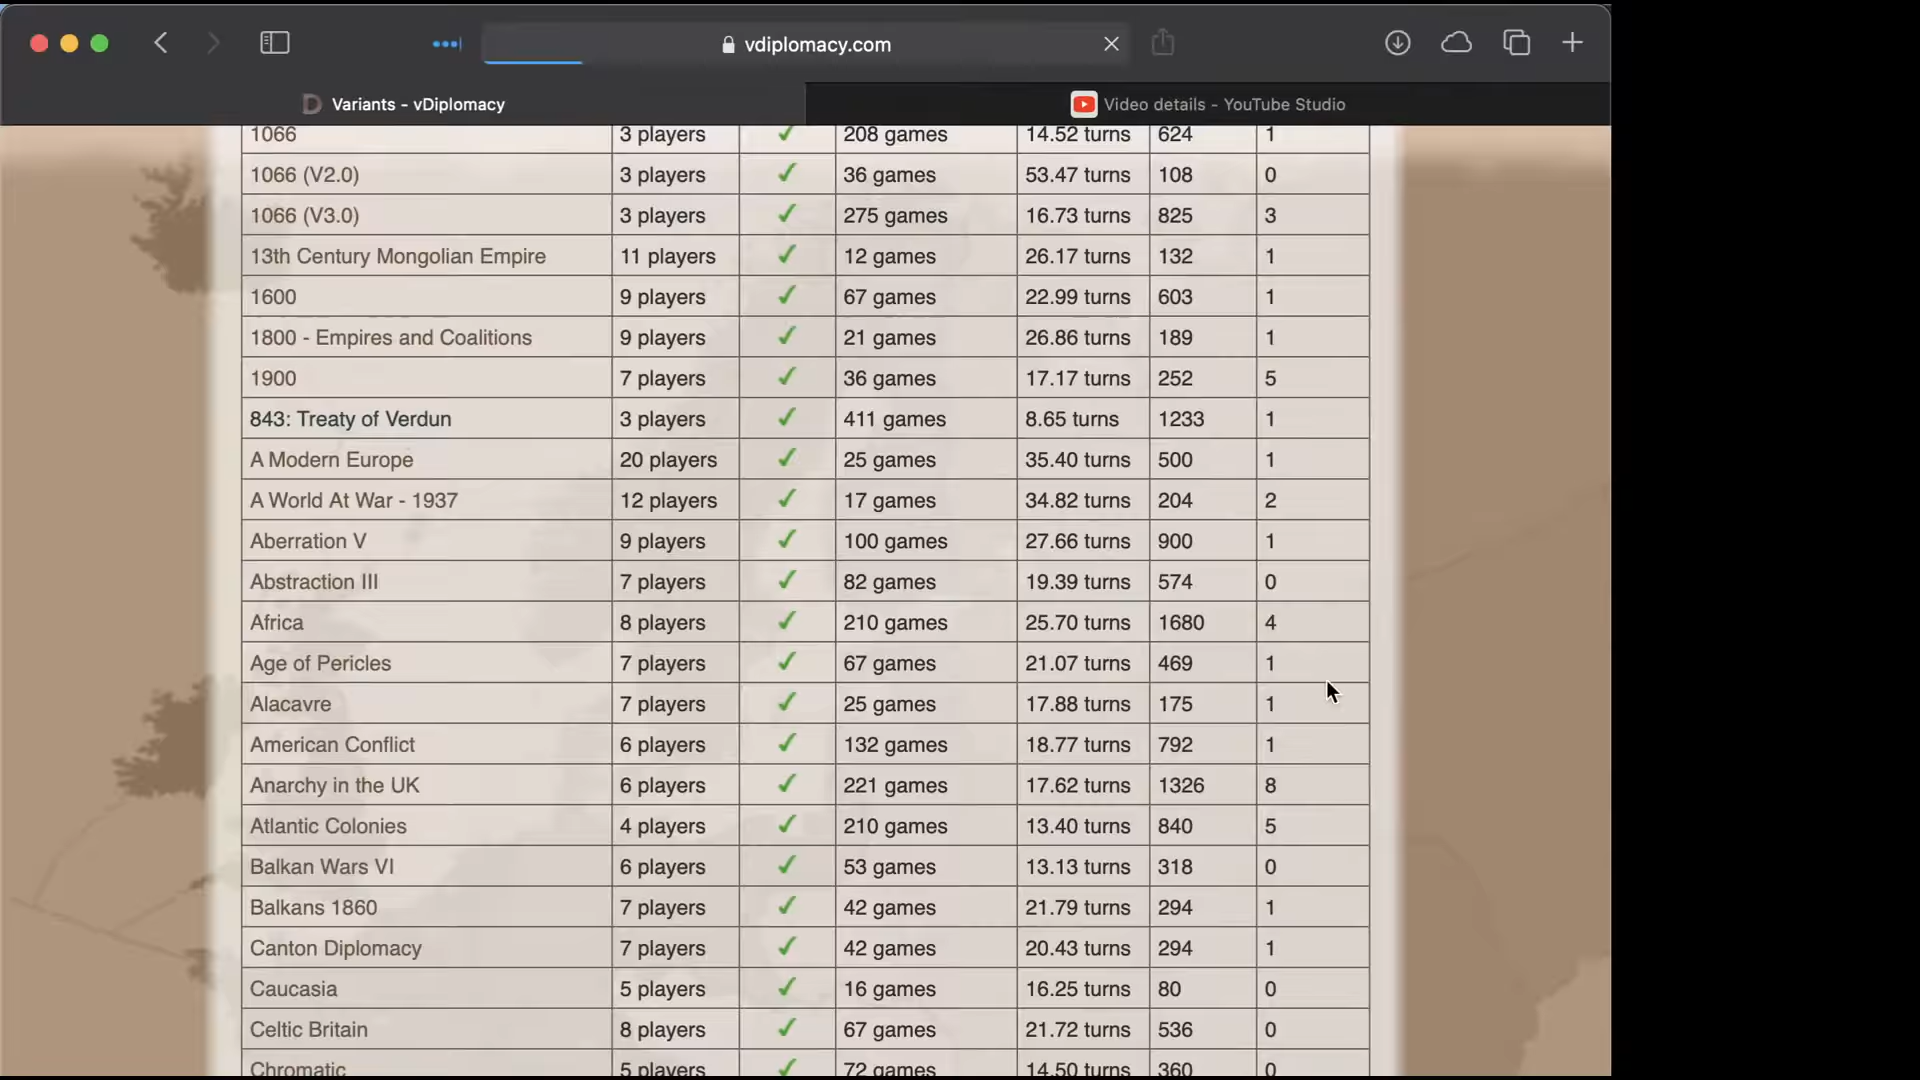 vdiplomacy.com
Variants - vDiplomacy
Video details - YouTube Studio
1066 3 players ✓ 208 games 14.52 turns 624 1
1066 (V2.0) 3 players ✓ 36 games 53.47 turns 108 0
1066 (V3.0) 3 players ✓ 275 games 16.73 turns 825 3
13th Century Mongolian Empire 11 players ✓ 12 games 26.17 turns 132 1
1600 9 players ✓ 67 games 22.99 turns 603 1
1800 - Empires and Coalitions 9 players ✓ 21 games 26.86 turns 189 1
1900 7 players ✓ 36 games 17.17 turns 252 5
843: Treaty of Verdun 3 players ✓ 411 games 8.65 turns 1233 1
A Modern Europe 20 players ✓ 25 games 35.40 turns 500 1
A World At War - 1937 12 players ✓ 17 games 34.82 turns 204 2
Aberration V 9 players ✓ 100 games 27.66 turns 900 1
Abstraction III 7 players ✓ 82 games 19.39 turns 574 0
Africa 8 players ✓ 210 games 25.70 turns 1680 4
Age of Pericles 7 players ✓ 67 games 21.07 turns 469 1
Alacavre 7 players ✓ 25 games 17.88 turns 175 1
American Conflict 6 players ✓ 132 games 18.77 turns 792 1
Anarchy in the UK 6 players ✓ 221 games 17.62 turns 1326 8
Atlantic Colonies 4 players ✓ 210 games 13.40 turns 840 5
Balkan Wars VI 6 players ✓ 53 games 13.13 turns 318 0
Balkans 1860 7 players ✓ 42 games 21.79 turns 294 1
Canton Diplomacy 7 players ✓ 42 games 20.43 turns 294 1
Caucasia 5 players ✓ 16 games 16.25 turns 80 0
Celtic Britain 8 players ✓ 67 games 21.72 turns 536 0
Chromatic 5 players ✓ 72 games 14.50 turns 360 0